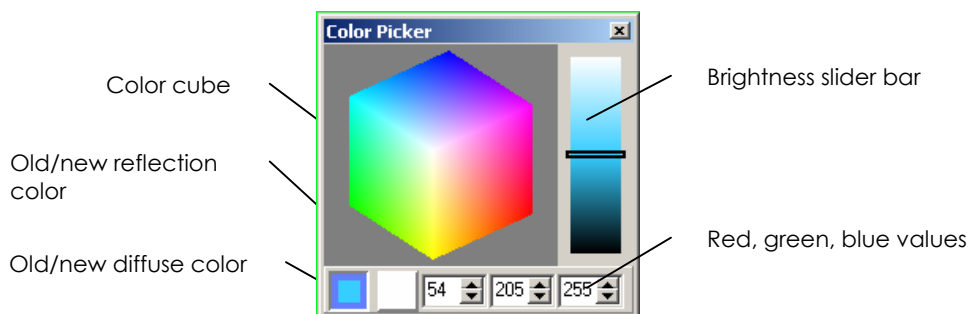 Color Picker
Color cube
Brightness slider bar
Old/new reflection
color
Old/new diffuse color
Red, green, blue values
54 205 255